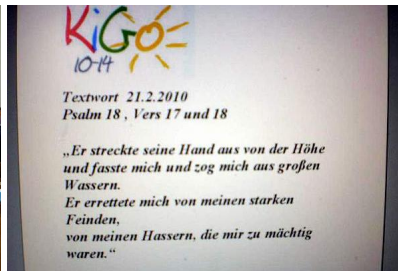 KiGo
10-14
Textwort 21.2.2010
Psalm 18 , Vers 17 und 18
„Er streckte seine Hand aus von der Höhe
und fasste mich und zog mich aus großen
Wassern.
Er errettete mich von meinen starken
Feinden,
von meinen Hassern, die mir zu mächtig
waren.“